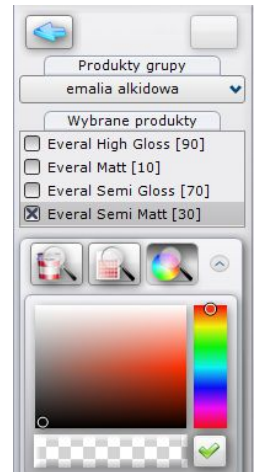 Produkty grupy
emalia alkidowa
Wybrane produkty
Everal High Gloss [90]
Everal Matt [10]
Everal Semi Gloss [70]
Everal Semi Matt [30]